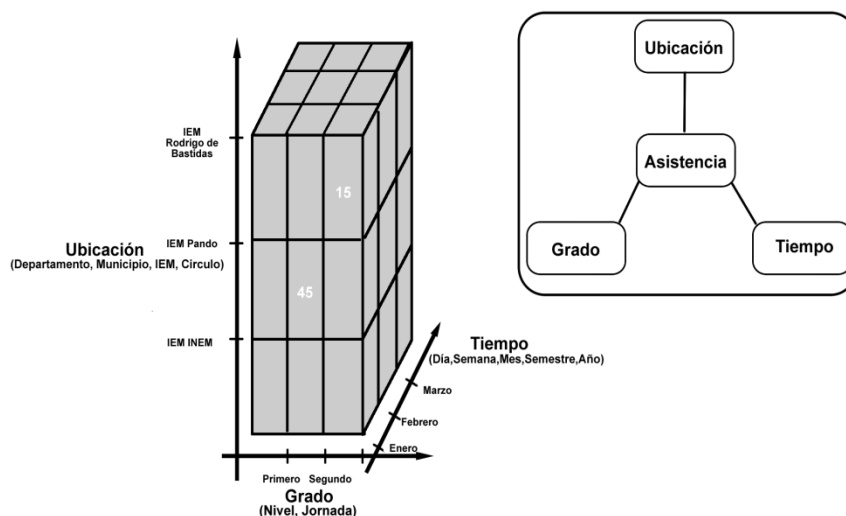 IEM
Rodrigo de
Bastidas
15
IEM Pando
Ubicación
(Departamento, Municipio, IEM, Circulo)
45
IEM INEM
Tiempo
(Día,Semana,Mes,Semestre,Año)
Marzo
Febrero
Enero
Primero
Segundo
Grado
(Nivel, Jornada)
Ubicación
Asistencia
Grado
Tiempo